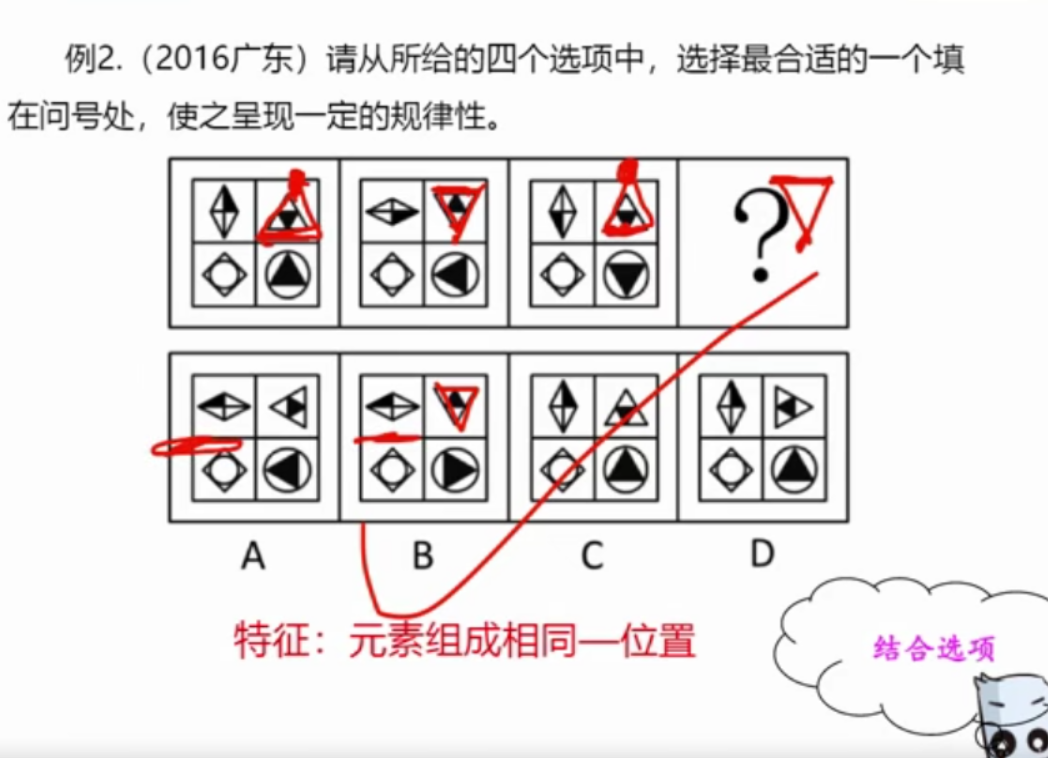 例2.（2016广东）请从所给的四个选项中，选择最合适的一个填
在问号处，使之呈现一定的规律性。
?
A B C D
特征：元素组成相同—位置
结合选项